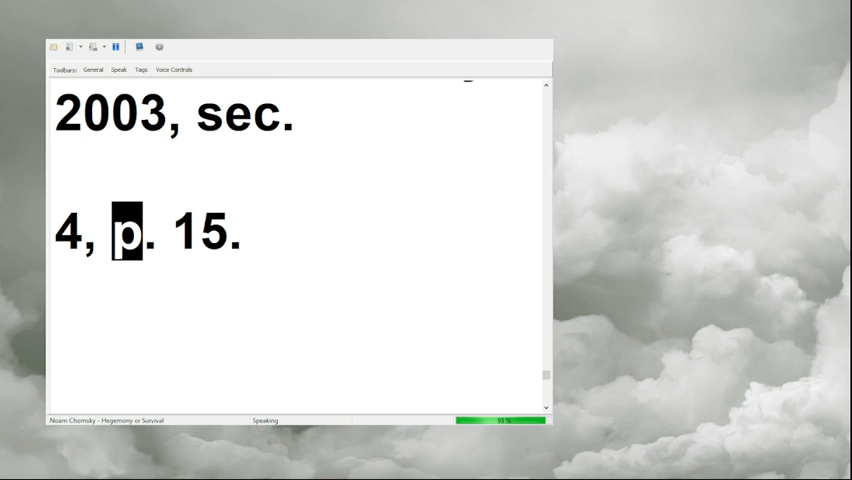 Toolbars: General Speak Tags Voice Controls
2003, sec.
4, p. 15.
Noam Chomsky - Hegemony or Survival Speaking 93 %